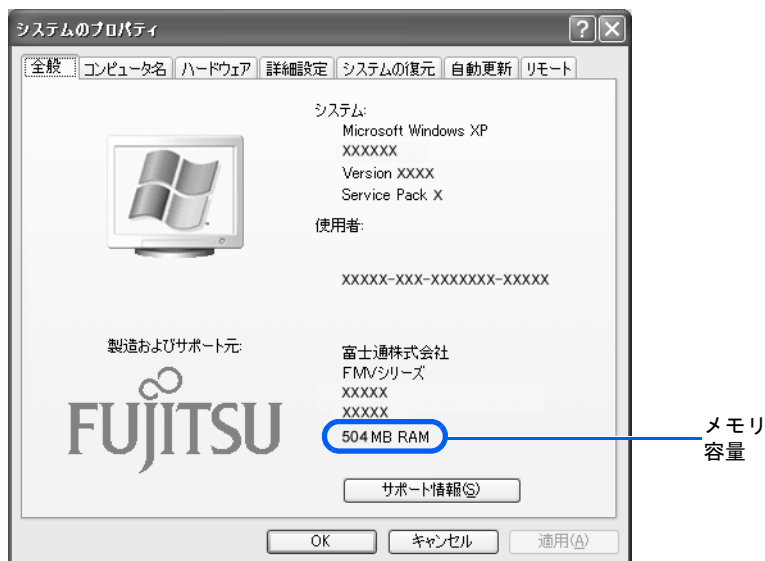 システムのプロパティ
全般 コンピュータ名 ハードウェア 詳細設定 システムの復元 自動更新 リモート
システム:
Microsoft Windows XP
XXXXXX
Version XXXX
Service Pack X
使用者:
XXXXX-XXX-XXXXXXX-XXXXX
製造およびサポート元:
FUJITSU
富士通株式会社
FMVシリーズ
XXXXX
XXXXX
504 MB RAM
メモリ
容量
サポート情報(S)
OK キャンセル 適用(A)